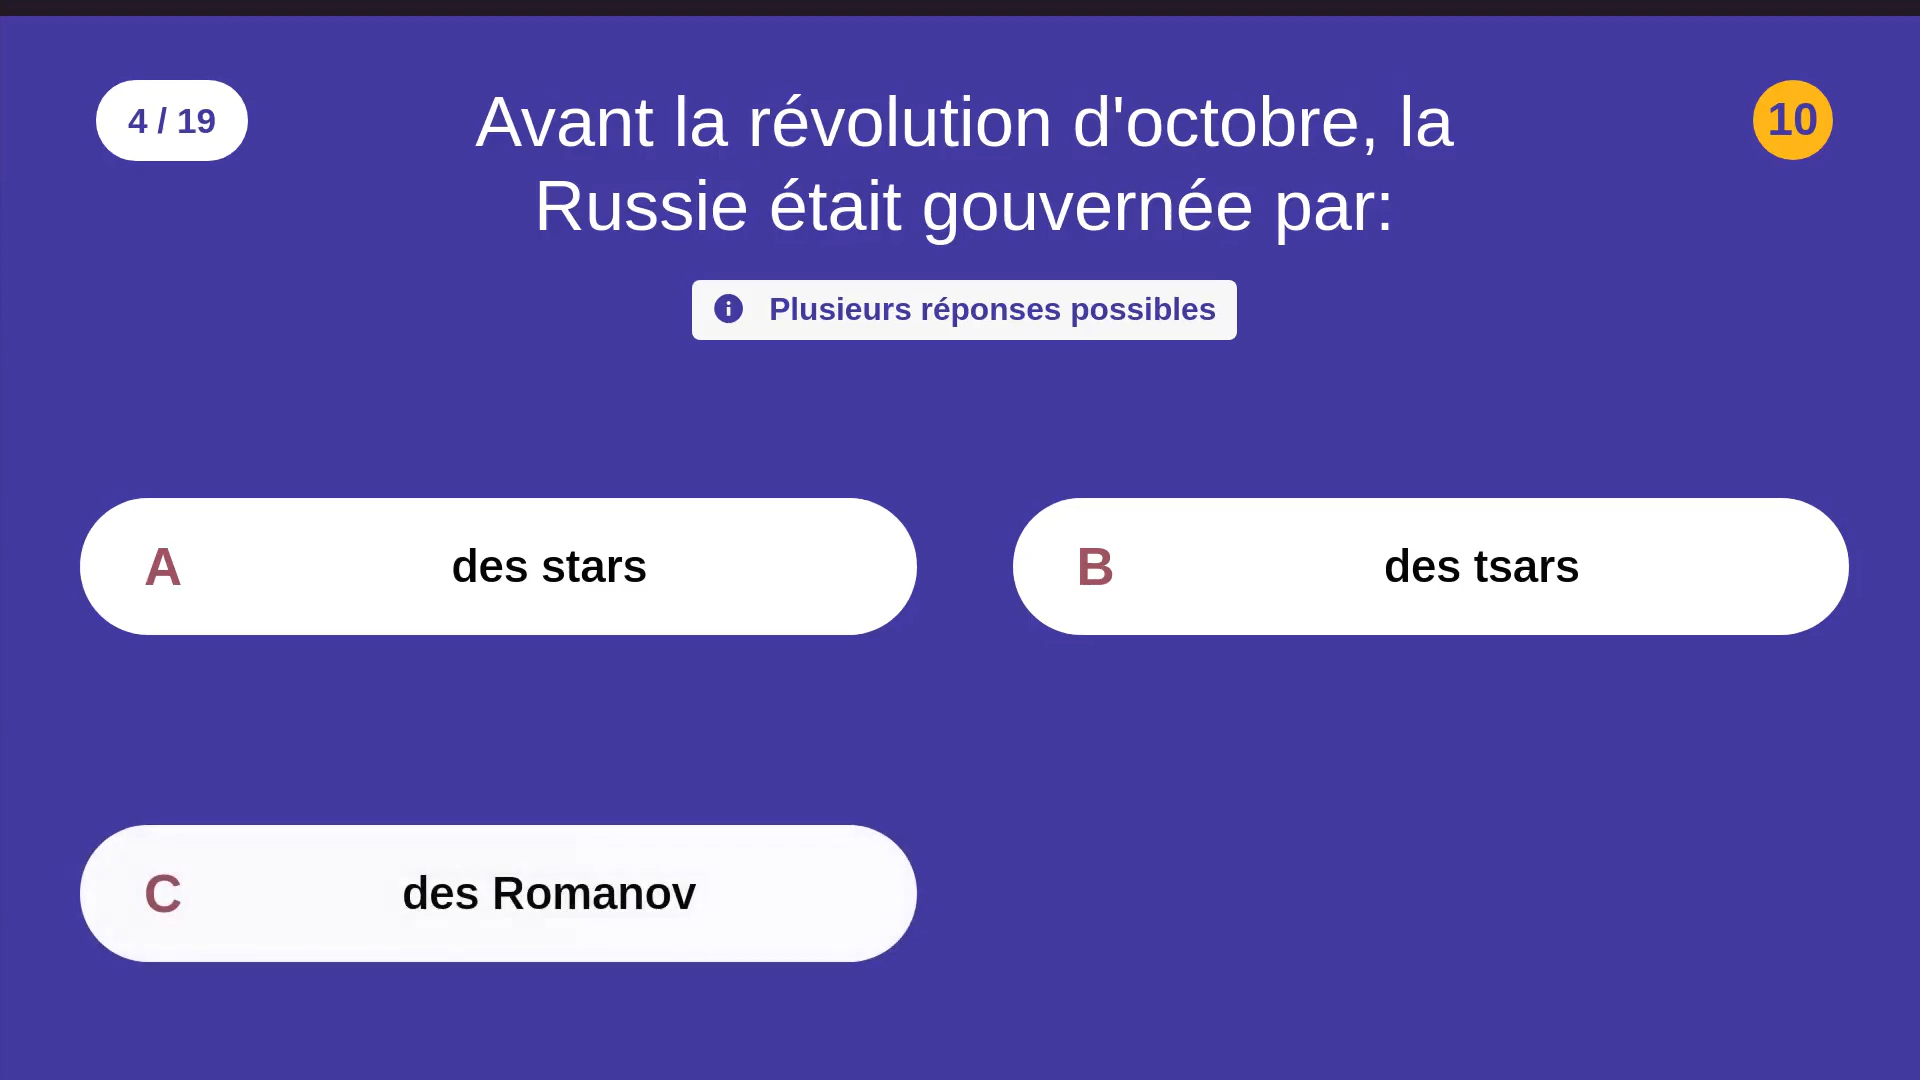 4 / 19
Avant la révolution d'octobre, la
Russie était gouvernée par:
10
Plusieurs réponses possibles
A des stars
B des tsars
C des Romanov